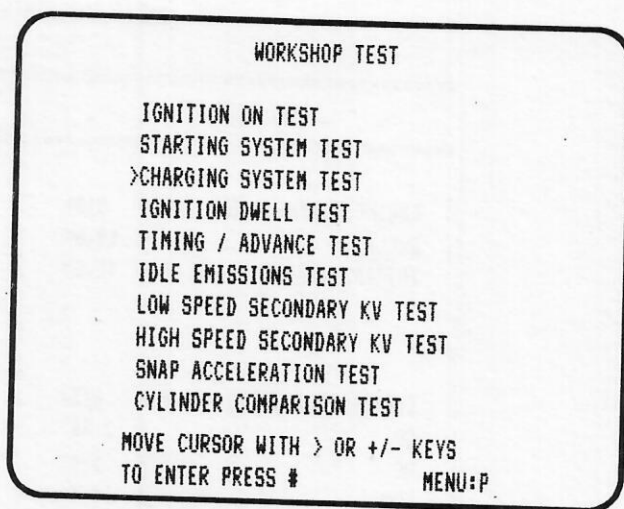 WORKSHOP TEST
IGNITION ON TEST
STARTING SYSTEM TEST
>CHARGING SYSTEM TEST
IGNITION DWELL TEST
TIMING / ADVANCE TEST
IDLE EMISSIONS TEST
LOW SPEED SECONDARY KV TEST
HIGH SPEED SECONDARY KV TEST
SNAP ACCELERATION TEST
CYLINDER COMPARISON TEST
MOVE CURSOR WITH > OR +/- KEYS
TO ENTER PRESS # MENU:P